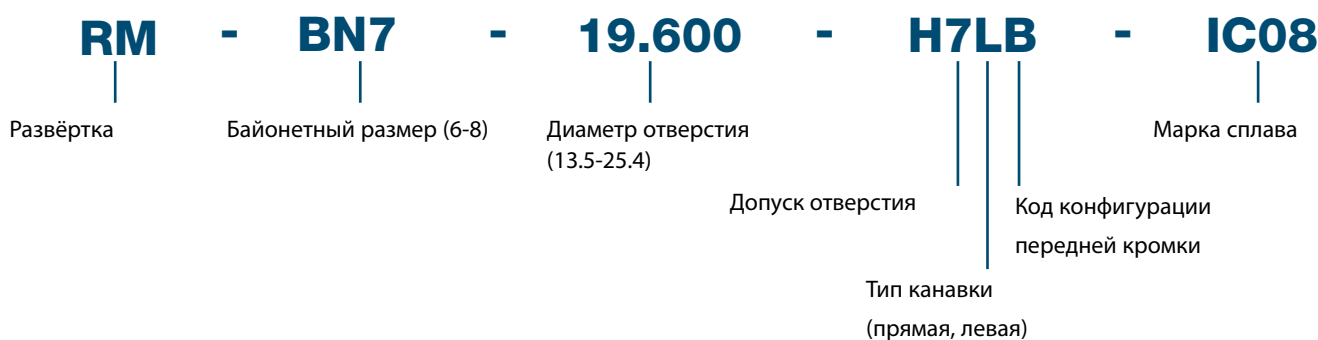 RM - BN7 - 19.600 - H7LB - IC08
Развёртка
Байонетный размер (6-8)
Диаметр отверстия
(13.5-25.4)
Марка сплава
Допуск отверстия
Код конфигурации
передней кромки
Тип канавки
(прямая, левая)